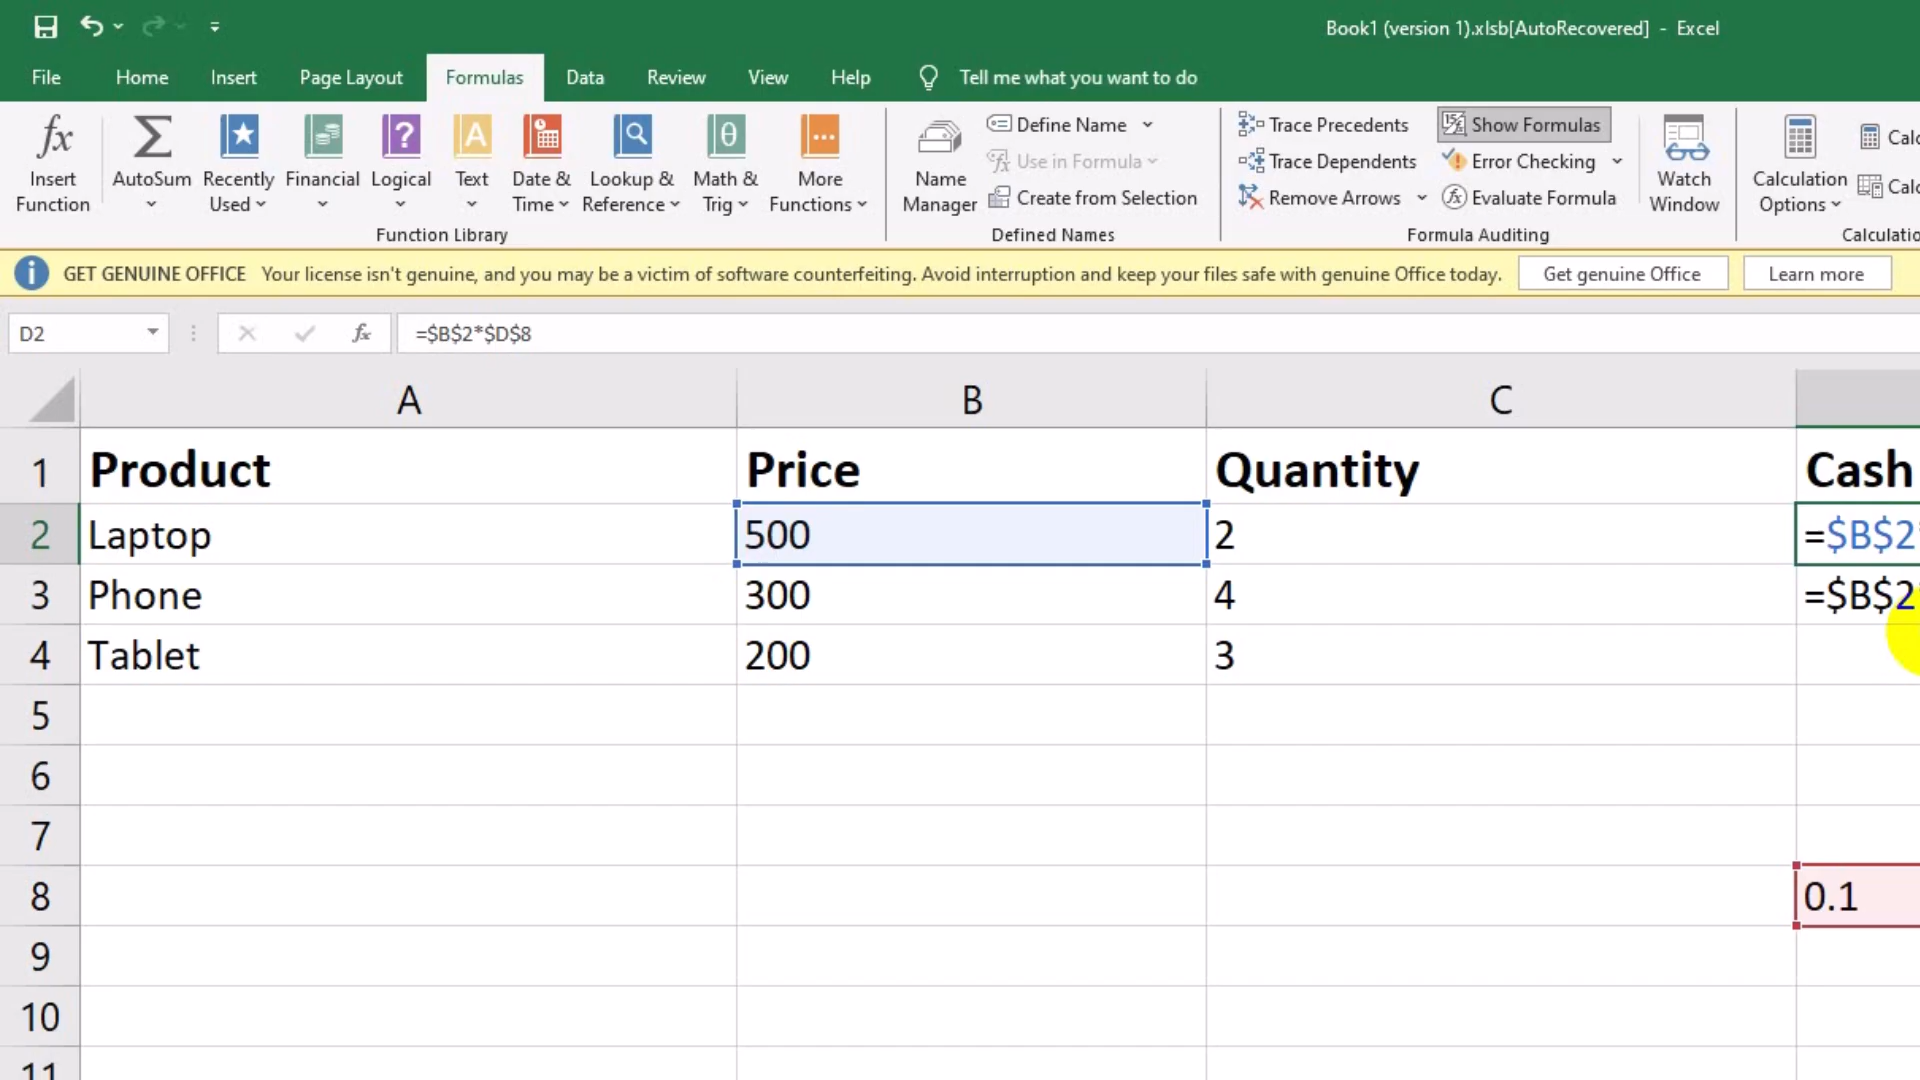 Book1 (version 1).xlsb[AutoRecovered] - Excel
File Home Insert Page Layout Formulas Data Review View Help Tell me what you want to do
fx Insert Function
AutoSum
Recently Used
Financial
Logical
Text
Date & Time
Lookup & Reference
Math & Trig
More Functions
Function Library
Name Manager
Define Name
Use in Formula
Create from Selection
Defined Names
Trace Precedents
Trace Dependents
Remove Arrows
Show Formulas
Error Checking
Evaluate Formula
Formula Auditing
Watch Window
Calculation Options
GET GENUINE OFFICE Your license isn't genuine, and you may be a victim of software counterfeiting. Avoid interruption and keep your files safe with genuine Office today. Get genuine Office Learn more
D2 fx =$B$2*$D$8
A B C
1 Product Price Quantity Cash
2 Laptop 500 2 =$B$2
3 Phone 300 4 =$B$2
4 Tablet 200 3
5
6
7
8 0.1
9
10
11